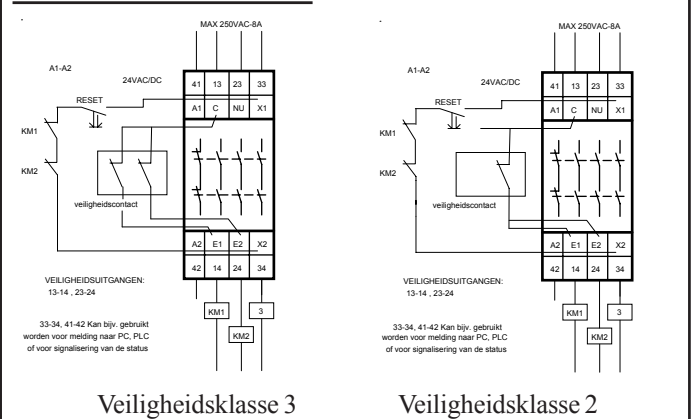 MAX 250VAC-8A
A1-A2
24VAC/DC
41 13 23 33
A1 C NU X1
RESET
KM1
KM2
veiligheidscontact
A2 E1 E2 X2
42 14 24 34
VEILIGHEIDSUITGANGEN:
13-14 , 23-24
KM1
3
KM2
33-34, 41-42 Kan bijv. gebruikt
worden voor melding naar PC, PLC
of voor signalisering van de status
Veiligheidsklasse 3
MAX 250VAC-8A
A1-A2
24VAC/DC
41 13 23 33
A1 C NU X1
RESET
KM1
KM2
veiligheidscontact
A2 E1 E2 X2
42 14 24 34
VEILIGHEIDSUITGANGEN:
13-14 , 23-24
KM1
3
KM2
33-34, 41-42 Kan bijv. gebruikt
worden voor melding naar PC, PLC
of voor signalisering van de status
Veiligheidsklasse 2